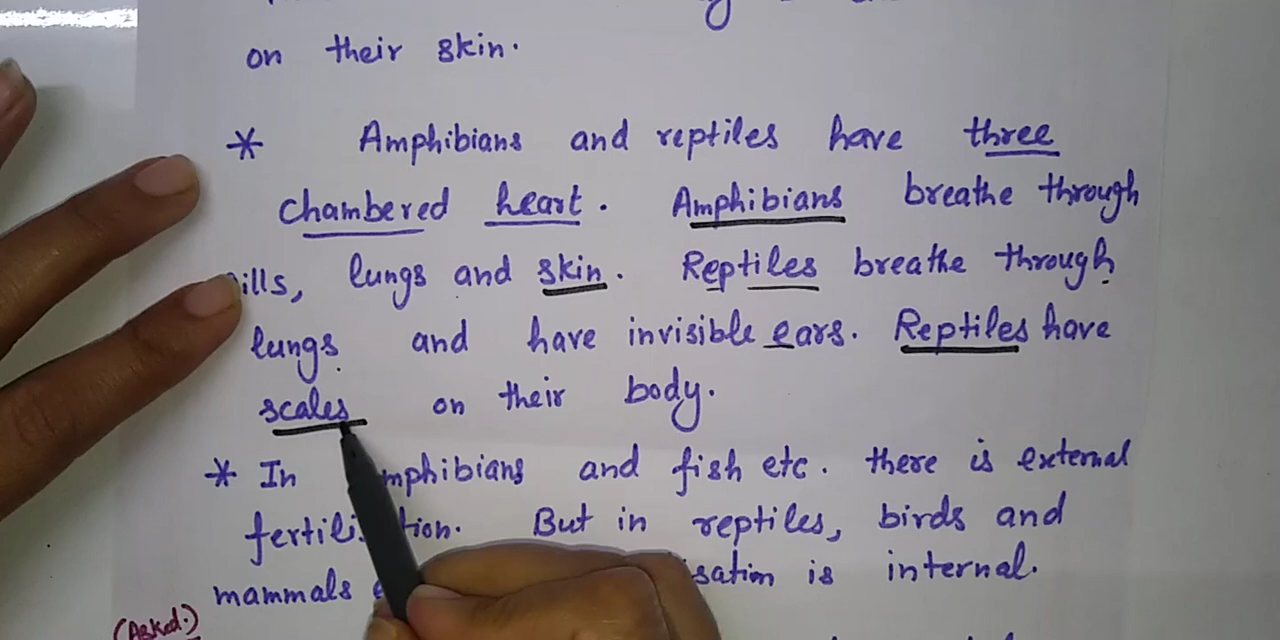 on their skin.
* Amphibians and reptiles have three
chambered heart. Amphibians breathe through
lungs and skin. Reptiles breathe through
lungs and have invisible ears. Reptiles have
scales on their body.
* In and fish etc. there is external
But in reptiles, birds and
mammals is internal.
(Asked.)